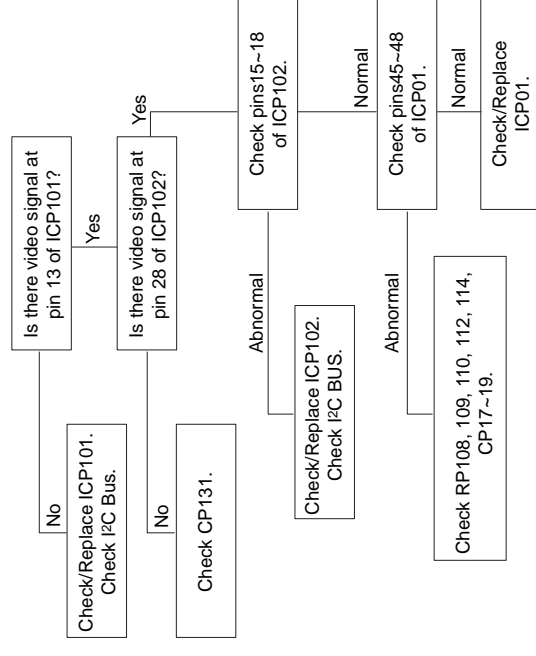 Is there video signal at
pin 13 of ICP101?
No
Check/Replace ICP101.
Check I²C Bus.
Yes
Is there video signal at
pin 28 of ICP102?
No
Check CP131.
Yes
Check pins15~18
of ICP102.
Abnormal
Check/Replace ICP102.
Check I²C BUS.
Normal
Check pins45~48
of ICP01.
Abnormal
Check RP108, 109, 110, 112, 114,
CP17~19.
Normal
Check/Replace
ICP01.